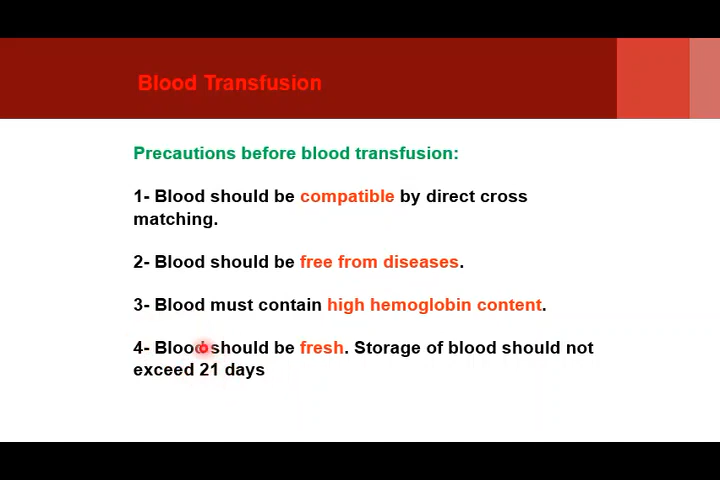 Blood Transfusion
Precautions before blood transfusion:
1- Blood should be compatible by direct cross
matching.
2- Blood should be free from diseases.
3- Blood must contain high hemoglobin content.
4- Blood should be fresh. Storage of blood should not
exceed 21 days